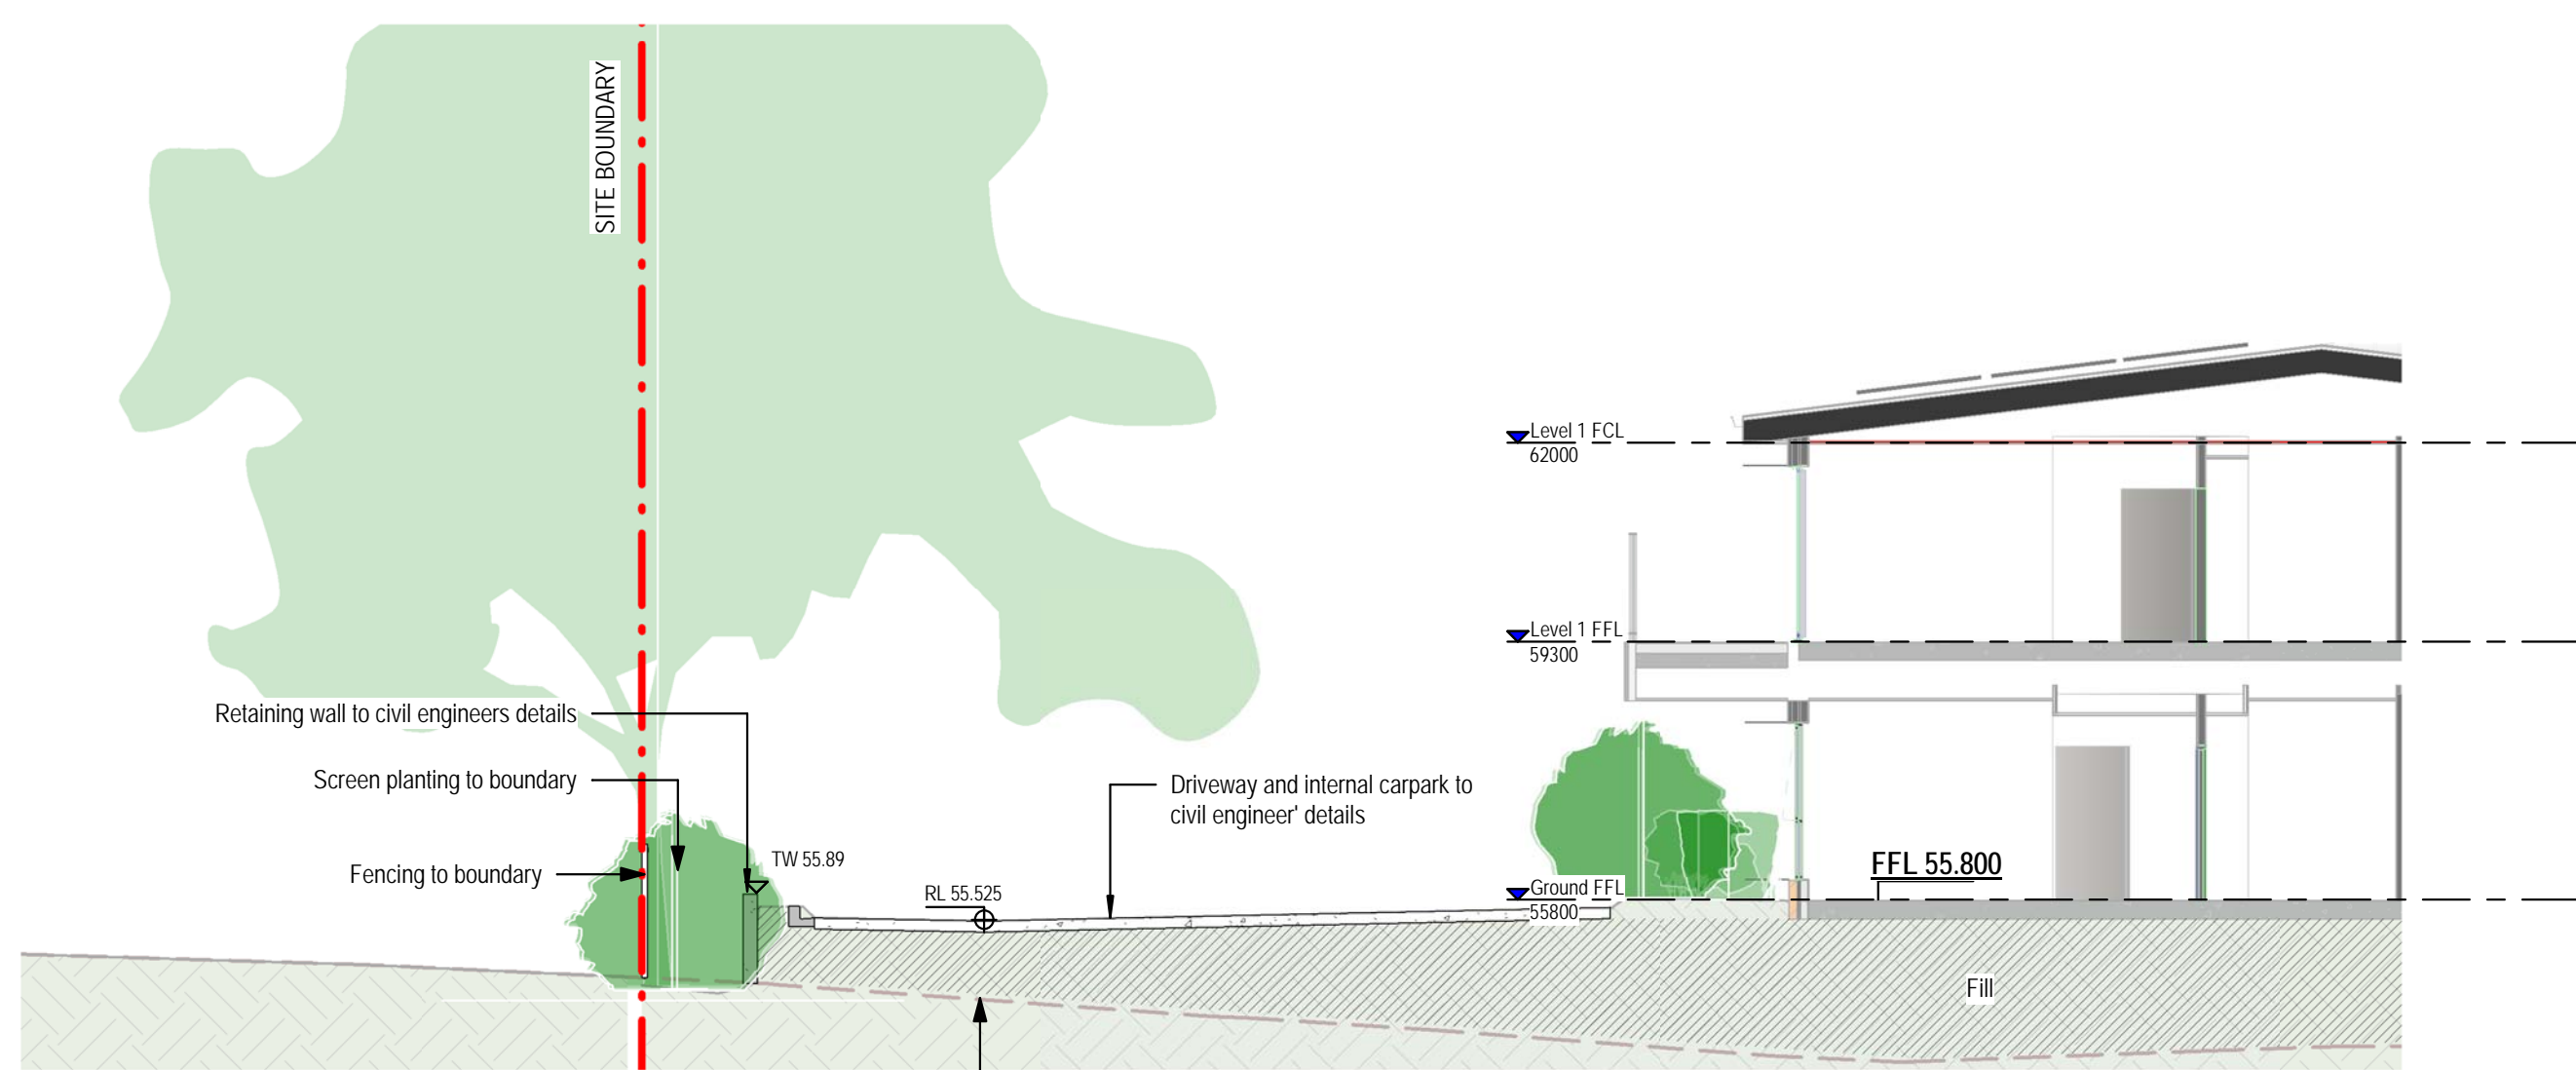 SITE BOUNDARY
Level 1 FCL
62000
Level 1 FFL
59300
Retaining wall to civil engineers details
Screen planting to boundary
Driveway and internal carpark to
civil engineer' details
Fencing to boundary
TW 55.89
RL 55.525
FFL 55.800
Ground FFL
55800
Fill